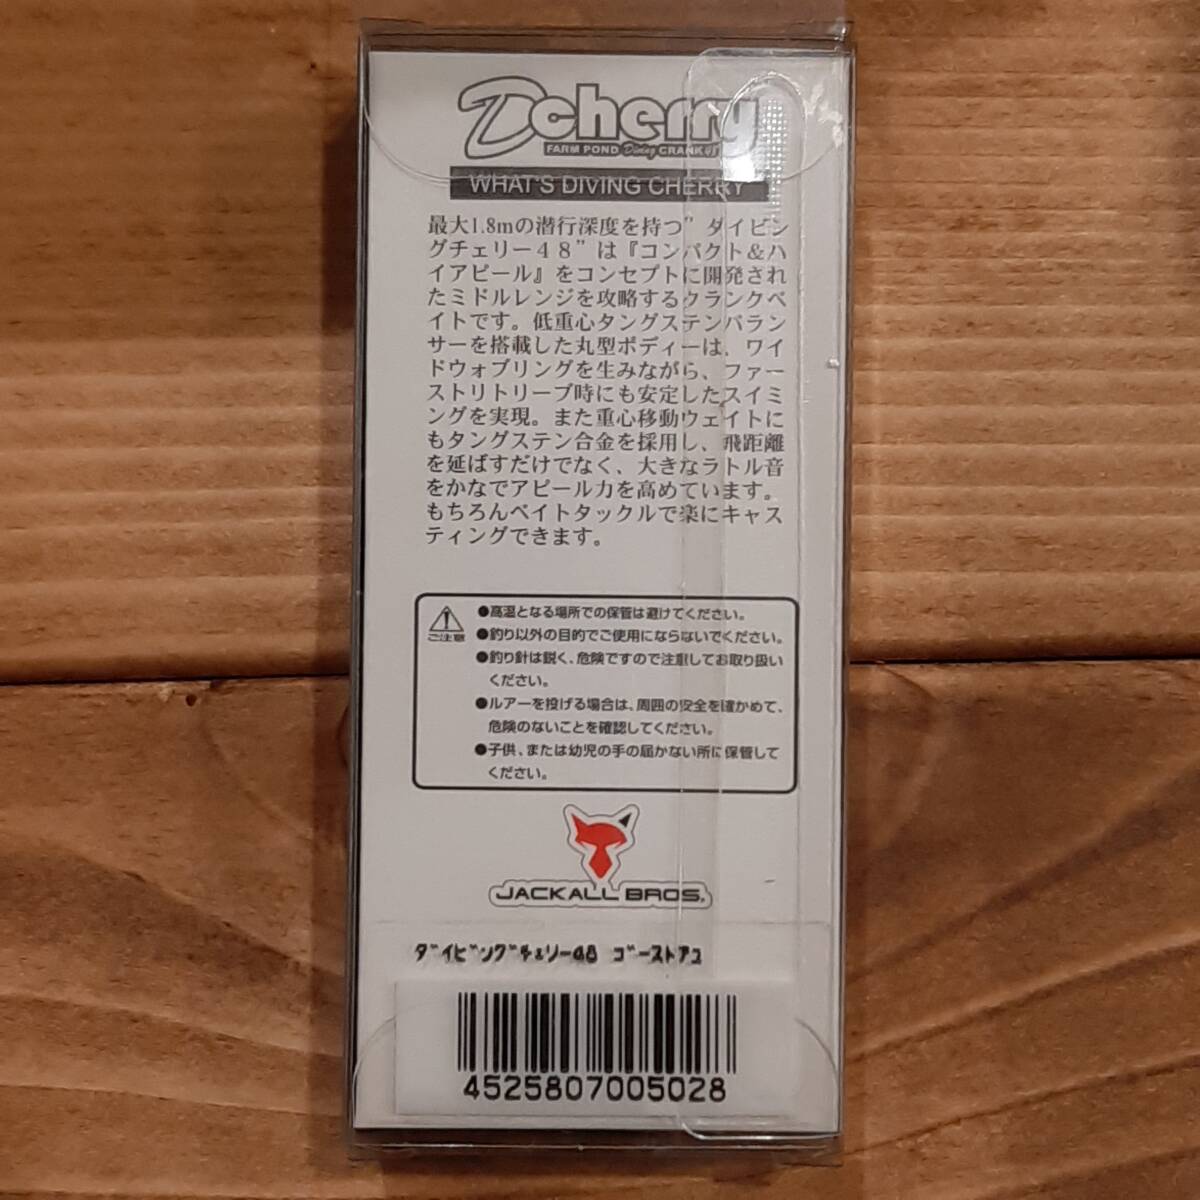 Dcherry
FARM POND Diving CRANK
WHAT'S DIVING CHERRY
最大1.8mの潜行深度を持つ”ダイビン
グチェリー４８”は『コンパクト&ハ
イアピール』をコンセプトに開発され
たミドルレンジを攻略するクランクベ
イトです。低重心タングステンバラン
サーを搭載した丸型ボディーは、ワイ
ドウォブリングを生みながら、ファー
ストリトリーブ時にも安定したスイミ
ングを実現。また重心移動ウェイトに
もタングステン合金を採用し、飛距離
を延ばすだけでなく、大きなラトル音
をかなでアピール力を高めています。
もちろんベイトタックルで楽にキャス
ティングできます。
ご注意
●高温となる場所での保管は避けてください。
●釣り以外の目的でご使用にならないでください。
●釣り針は鋭く、危険ですので注意してお取り扱い
ください。
●ルアーを投げる場合は、周囲の安全を確かめて、
危険のないことを確認してください。
●子供、または幼児の手の届かない所に保管して
ください。
JACKALL BROS.
ダイビングチェリー48 ゴーストアユ
4525807005028